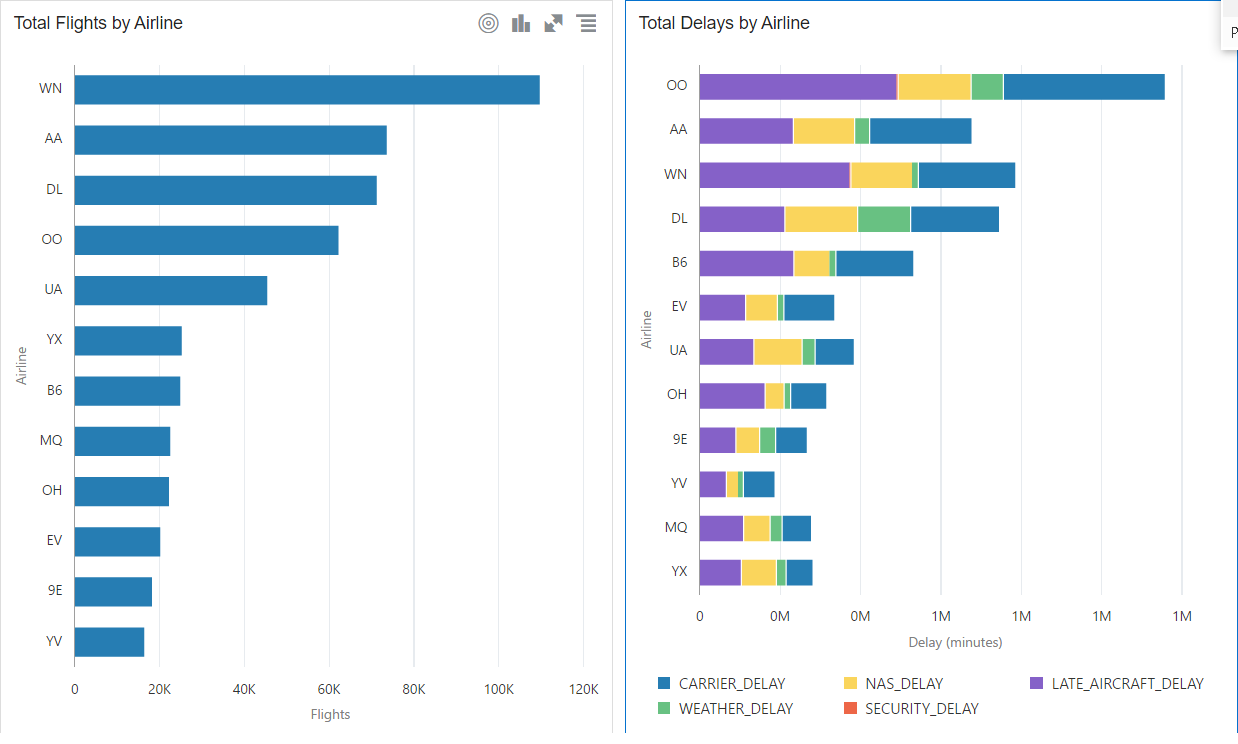 Total Flights by Airline
WN
AA
DL
OO
UA
YX
B6
MQ
OH
EV
9E
YV
Airline
0 20K 40K 60K 80K 100K 120K
Flights
Total Delays by Airline
P
OO
AA
WN
DL
B6
EV
UA
OH
9E
YV
MQ
YX
Airline
0 0M 0M 1M 1M 1M 1M
Delay (minutes)
CARRIER_DELAY NAS_DELAY LATE_AIRCRAFT_DELAY
WEATHER_DELAY SECURITY_DELAY